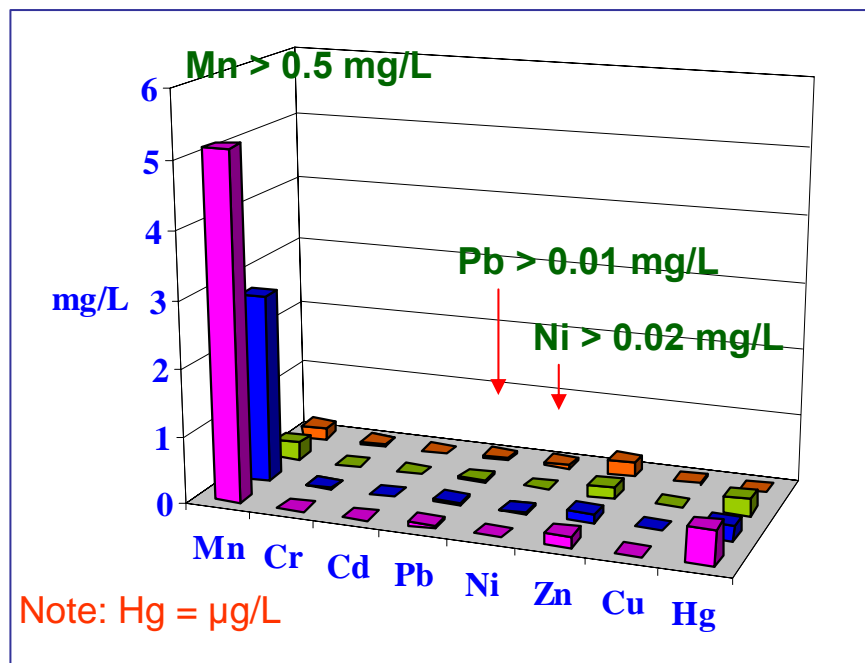 Mn > 0.5 mg/L
6
5
4
Pb > 0.01 mg/L
mg/L
3
Ni > 0.02 mg/L
2
1
0
Mn Cr Cd Pb Ni Zn Cu Hg
Note: Hg = µg/L